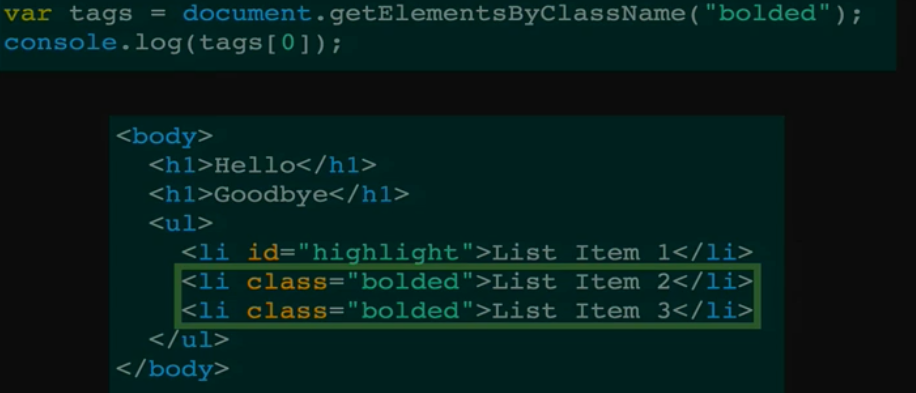 var tags = document.getElementsByClassName("bolded");
console.log(tags[0]);
<body>
<h1>Hello</h1>
<h1>Goodbye</h1>
<ul>
<li id="highlight">List Item 1</li>
<li class="bolded">List Item 2</li>
<li class="bolded">List Item 3</li>
</ul>
</body>